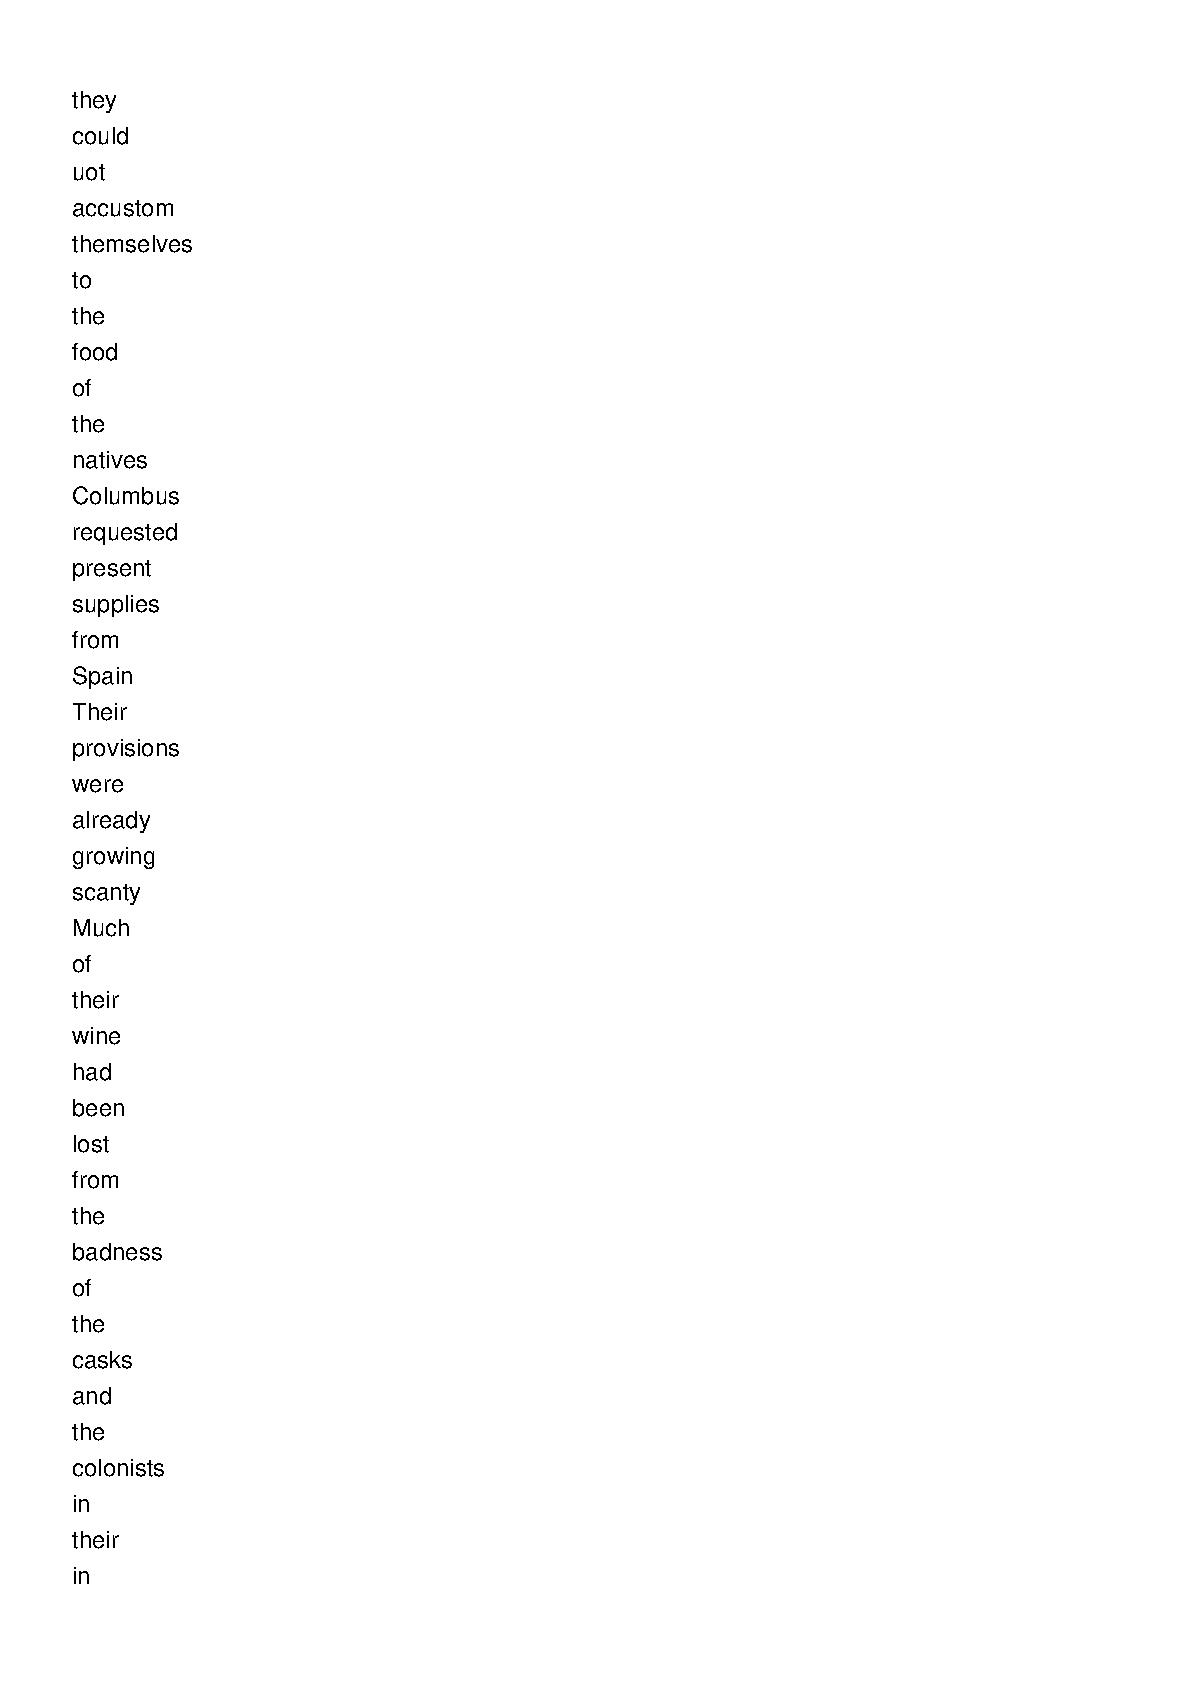 they
could
uot
accustom
themselves
to
the
food
of
the
natives
Columbus
requested
present
supplies
from
Spain
Their
provisions
were
already
growing
scanty
Much
of
their
wine
had
been
lost
from
the
badness
of
the
casks
and
the
colonists
in
their
in